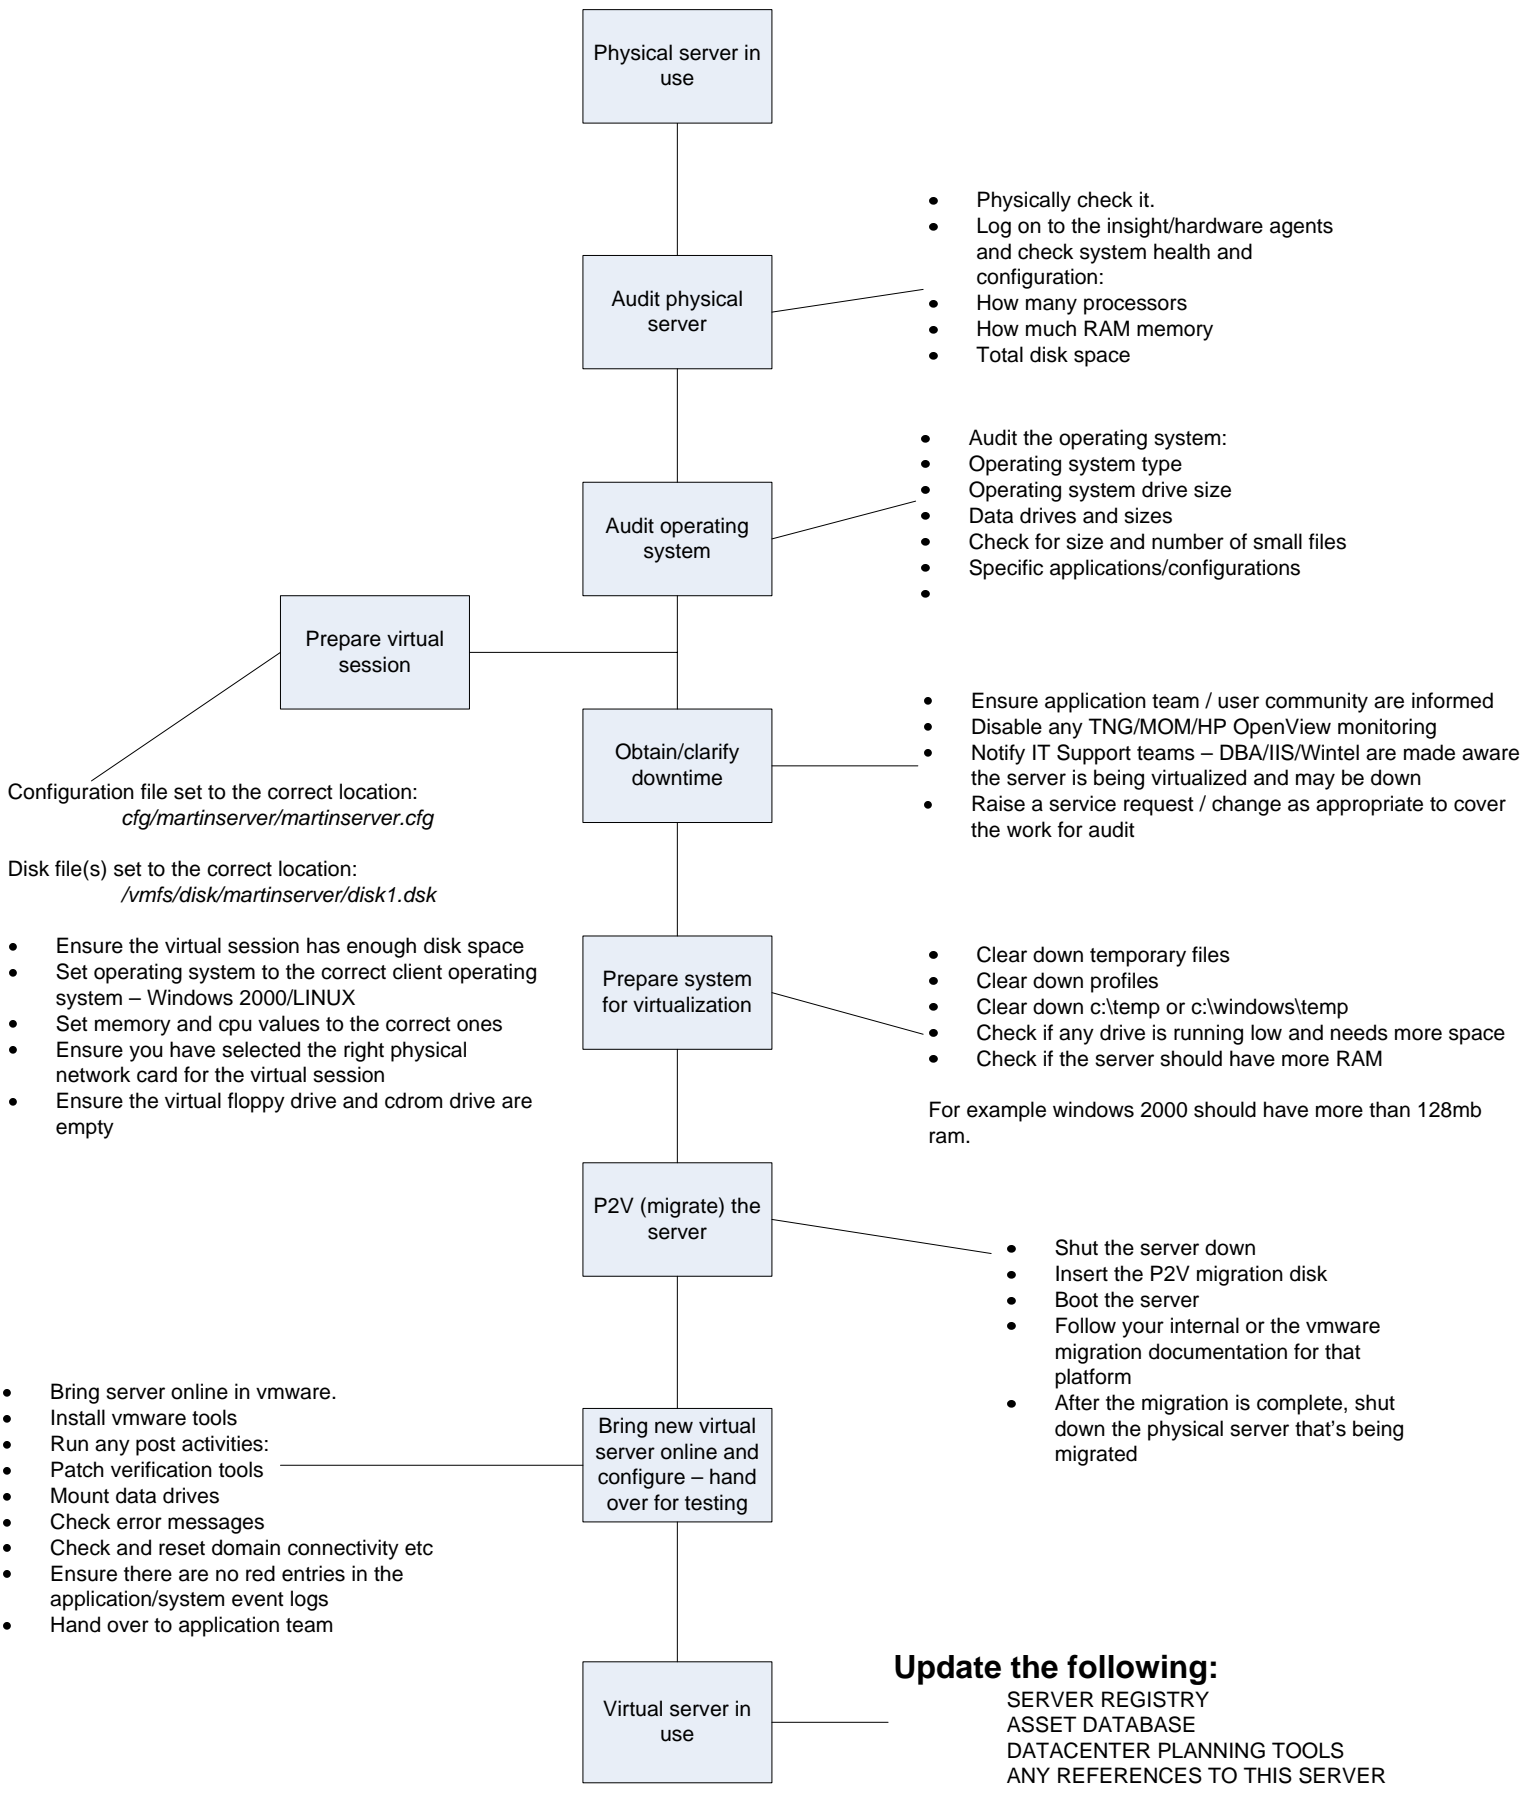 Physical server in
use
• Physically check it.
• Log on to the insight/hardware agents
and check system health and
configuration:
• How many processors
• How much RAM memory
• Total disk space
Audit physical
server
• Audit the operating system:
• Operating system type
• Operating system drive size
• Data drives and sizes
• Check for size and number of small files
• Specific applications/configurations
•
Audit operating
system
Prepare virtual
session
• Ensure application team / user community are informed
• Disable any TNG/MOM/HP OpenView monitoring
• Notify IT Support teams – DBA/IIS/Wintel are made aware
the server is being virtualized and may be down
• Raise a service request / change as appropriate to cover
the work for audit
Obtain/clarify
downtime
Configuration file set to the correct location:
cfg/martinserver/martinserver.cfg
Disk file(s) set to the correct location:
/vmfs/disk/martinserver/disk1.dsk
• Ensure the virtual session has enough disk space
• Set operating system to the correct client operating
system – Windows 2000/LINUX
• Set memory and cpu values to the correct ones
• Ensure you have selected the right physical
network card for the virtual session
• Ensure the virtual floppy drive and cdrom drive are
empty
Prepare system
for virtualization
• Clear down temporary files
• Clear down profiles
• Clear down c:\temp or c:\windows\temp
• Check if any drive is running low and needs more space
• Check if the server should have more RAM
For example windows 2000 should have more than 128mb
ram.
P2V (migrate) the
server
• Shut the server down
• Insert the P2V migration disk
• Boot the server
• Follow your internal or the vmware
migration documentation for that
platform
• After the migration is complete, shut
down the physical server that’s being
migrated
• Bring server online in vmware.
• Install vmware tools
• Run any post activities:
• Patch verification tools
• Mount data drives
• Check error messages
• Check and reset domain connectivity etc
• Ensure there are no red entries in the
application/system event logs
• Hand over to application team
Bring new virtual
server online and
configure – hand
over for testing
Virtual server in
use
Update the following:
SERVER REGISTRY
ASSET DATABASE
DATACENTER PLANNING TOOLS
ANY REFERENCES TO THIS SERVER